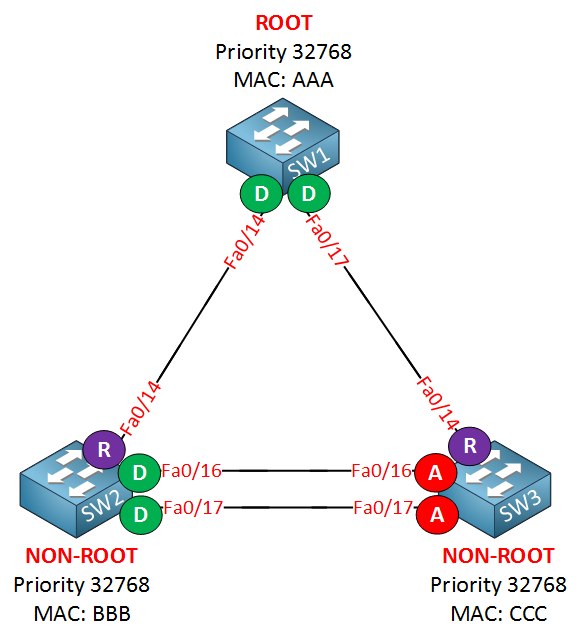 ROOT
Priority 32768
MAC: AAA
SW1
D
D
Fa0/14
Fa0/17
Fa0/14
Fa0/14
R
R
D
Fa0/16
Fa0/16
A
SW2
D
Fa0/17
Fa0/17
A
SW3
NON-ROOT
Priority 32768
MAC: BBB
NON-ROOT
Priority 32768
MAC: CCC